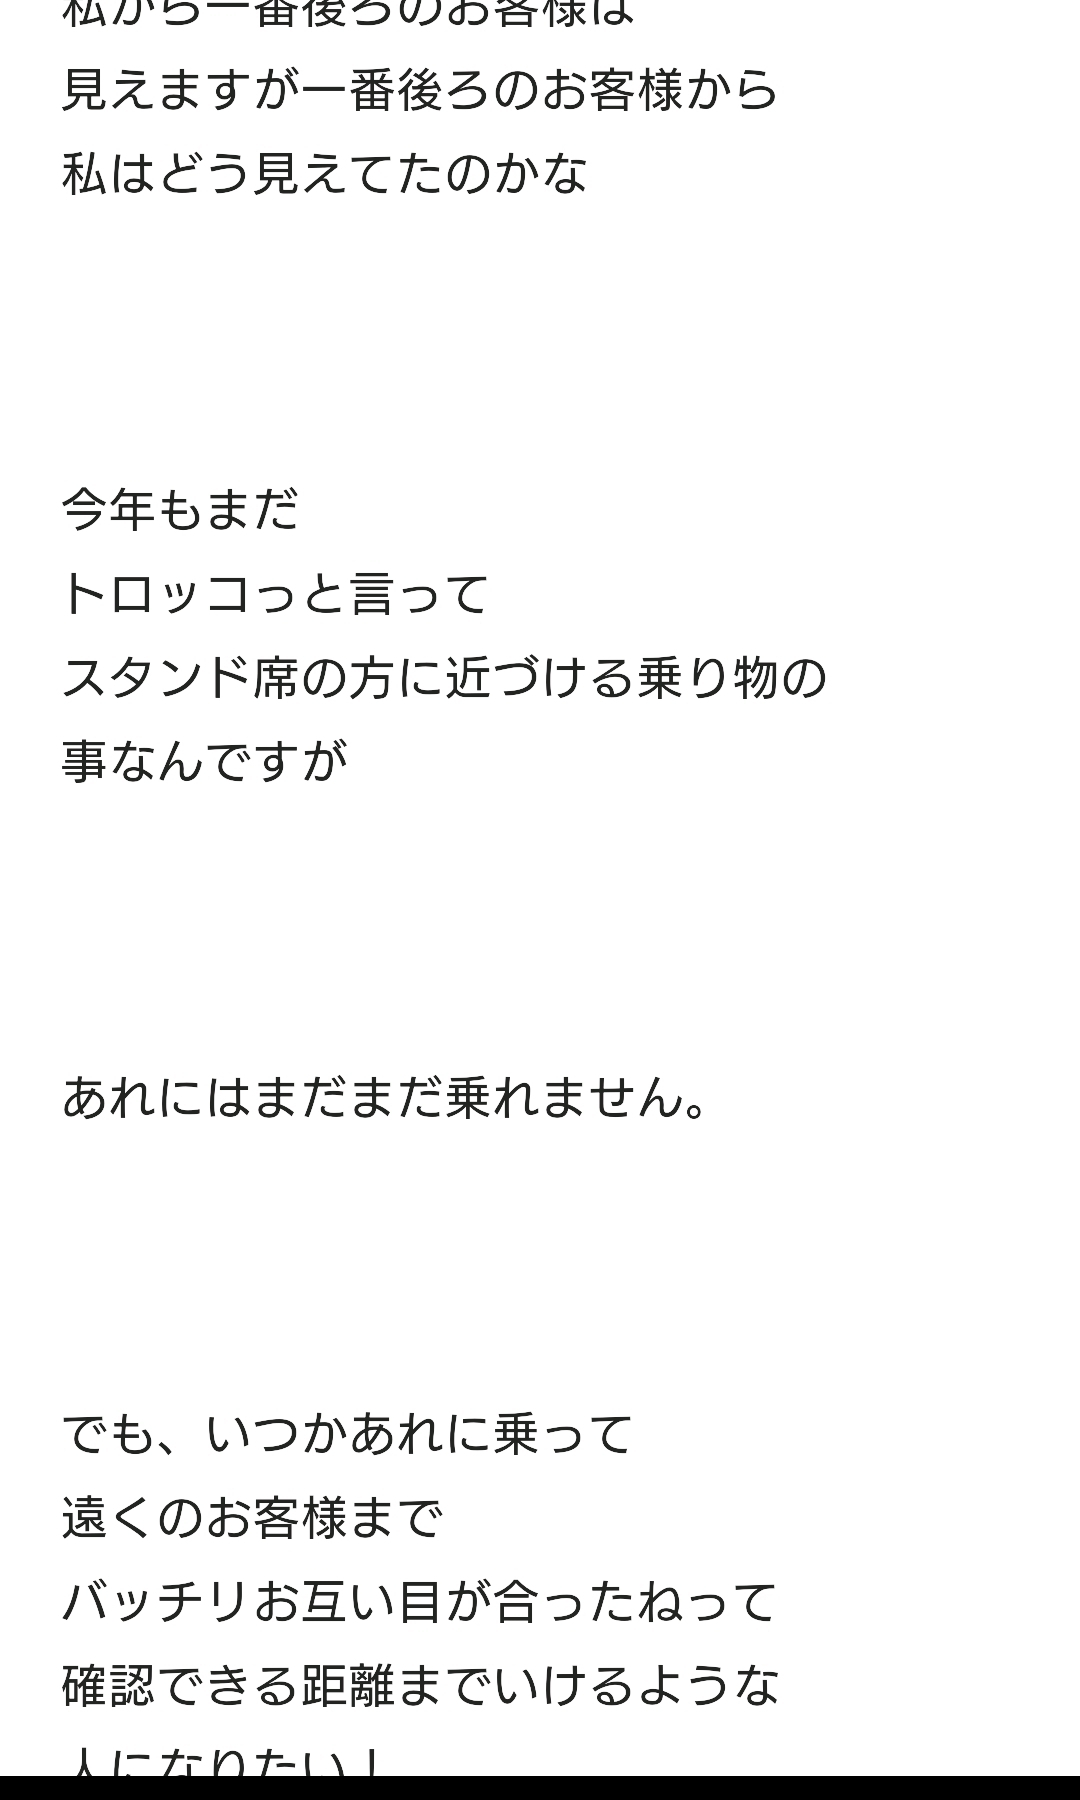 私から一番後ろのお客様は
見えますが一番後ろのお客様から
私はどう見えてたのかな
今年もまだ
トロッコっと言って
スタンド席の方に近づける乗り物の
事なんですが
あれにはまだまだ乗れません。
でも、いつかあれに乗って
遠くのお客様まで
バッチリお互い目が合ったねって
確認できる距離までいけるような
人になりたい！